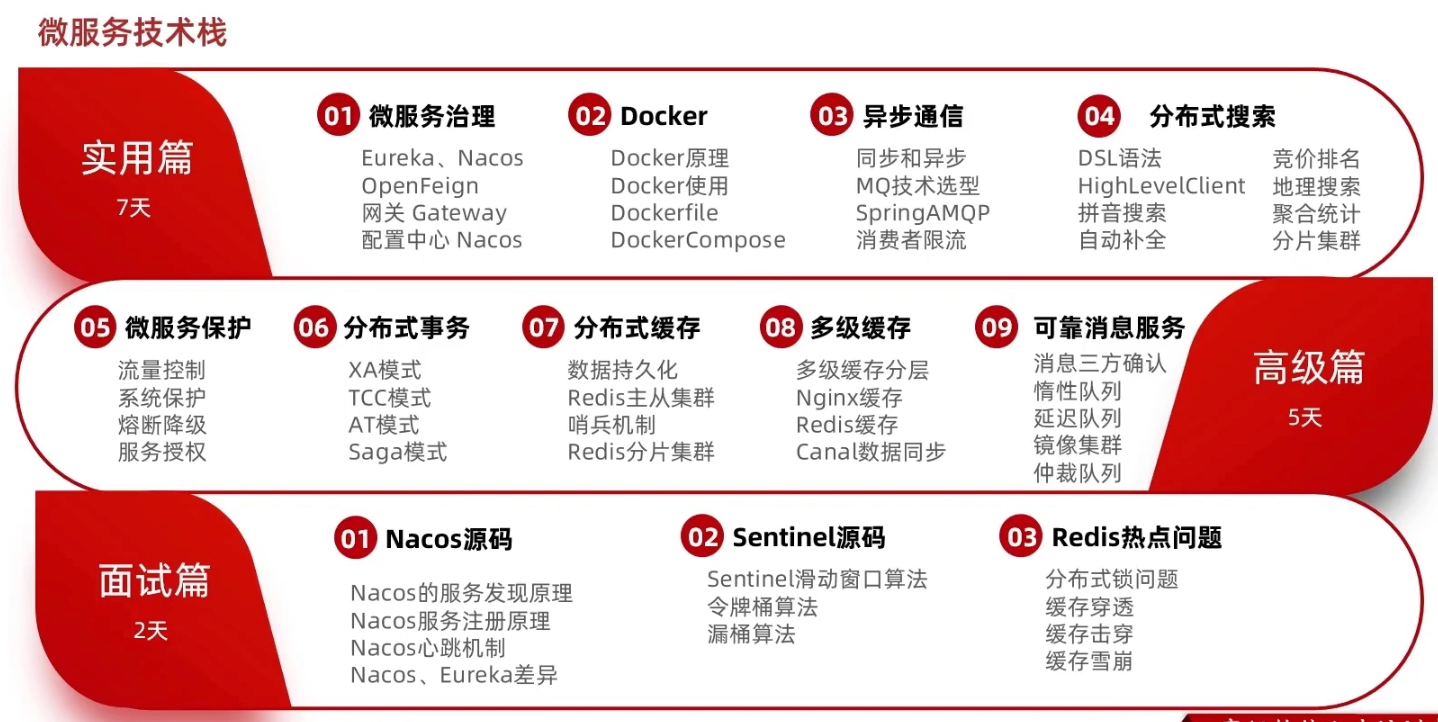 微服务技术栈
实用篇
7天
01 微服务治理
Eureka、Nacos
OpenFeign
网关 Gateway
配置中心 Nacos
02 Docker
Docker原理
Docker使用
Dockerfile
DockerCompose
03 异步通信
同步和异步
MQ技术选型
SpringAMQP
消费者限流
04 分布式搜索
DSL语法
HighLevelClient
拼音搜索
自动补全
竞价排名
地理搜索
聚合统计
分片集群
05 微服务保护
流量控制
系统保护
熔断降级
服务授权
06 分布式事务
XA模式
TCC模式
AT模式
Saga模式
07 分布式缓存
数据持久化
Redis主从集群
哨兵机制
Redis分片集群
08 多级缓存
多级缓存分层
Nginx缓存
Redis缓存
Canal数据同步
09 可靠消息服务
消息三方确认
惰性队列
延迟队列
镜像集群
仲裁队列
高级篇
5天
面试篇
2天
01 Nacos源码
Nacos的服务发现原理
Nacos服务注册原理
Nacos心跳机制
Nacos、Eureka差异
02 Sentinel源码
Sentinel滑动窗口算法
令牌桶算法
漏桶算法
03 Redis热点问题
分布式锁问题
缓存穿透
缓存击穿
缓存雪崩